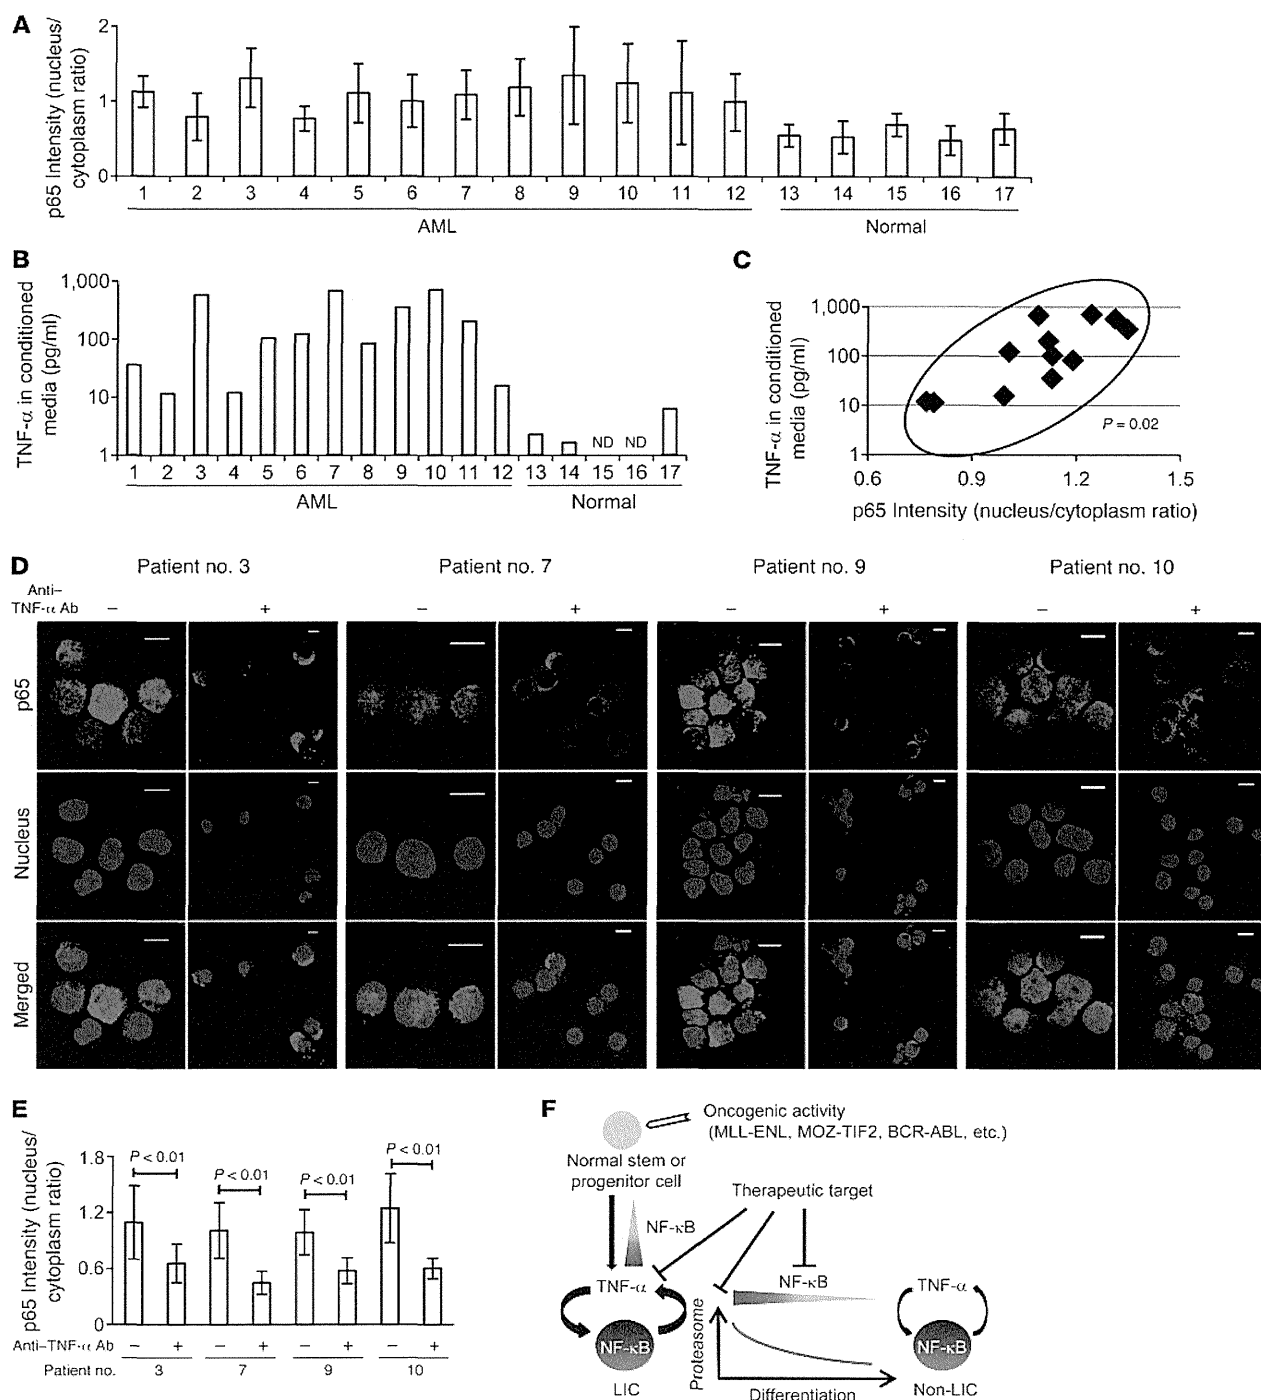 A
p65 Intensity (nucleus/
cytoplasm ratio)
2
1
0
1 2 3 4 5 6 7 8 9 10 11 12 13 14 15 16 17
AML Normal
B
TNF-α in conditioned
media (pg/ml)
1,000
100
10
1
ND ND
1 2 3 4 5 6 7 8 9 10 11 12 13 14 15 16 17
AML Normal
C
TNF-α in conditioned
media (pg/ml)
1,000
100
10
1
P = 0.02
0.6 0.9 1.2 1.5
p65 Intensity (nucleus/cytoplasm ratio)
D
Patient no. 3 Patient no. 7 Patient no. 9 Patient no. 10
Anti–
TNF-α Ab – + – + – + – +
p65
Nucleus
Merged
E
p65 Intensity (nucleus/
cytoplasm ratio)
1.8
1.2
0.6
0
P < 0.01 P < 0.01 P < 0.01 P < 0.01
Anti–TNF-α Ab – + – + – + – +
Patient no. 3 7 9 10
F
Oncogenic activity
(MLL-ENL, MOZ-TIF2, BCR-ABL, etc.)
Normal stem or
progenitor cell
Therapeutic target
NF-κB
TNF-α
NF-κB
TNF-α
NF-κB
Proteasome
NF-κB
LIC
Differentiation
Non-LIC